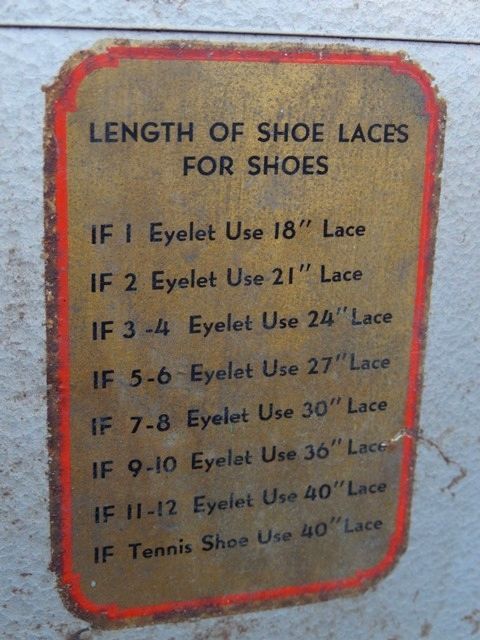 LENGTH OF SHOE LACES
FOR SHOES
IF 1 Eyelet Use 18" Lace
IF 2 Eyelet Use 21" Lace
IF 3-4 Eyelet Use 24" Lace
IF 5-6 Eyelet Use 27" Lace
IF 7-8 Eyelet Use 30" Lace
IF 9-10 Eyelet Use 36" Lace
IF 11-12 Eyelet Use 40" Lace
IF Tennis Shoe Use 40" Lace